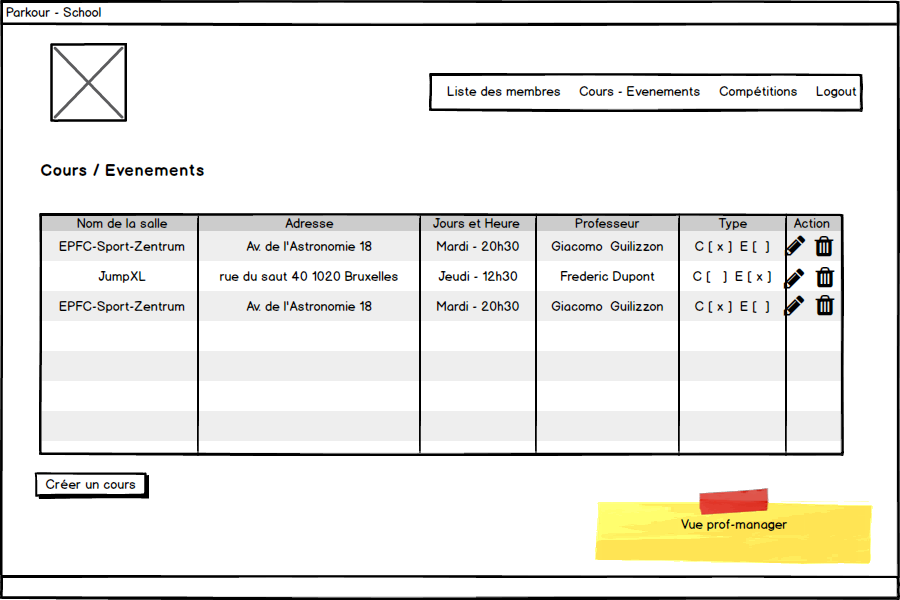 Parkour - School
Liste des membres Cours - Evenements Compétitions Logout
Cours / Evenements
Nom de la salle Adresse Jours et Heure Professeur Type Action
EPFC-Sport-Zentrum Av. de l'Astronomie 18 Mardi - 20h30 Giacomo Guilizzon C [ x ] E [ ]
JumpXL rue du saut 40 1020 Bruxelles Jeudi - 12h30 Frederic Dupont C [ ] E [ x ]
EPFC-Sport-Zentrum Av. de l'Astronomie 18 Mardi - 20h30 Giacomo Guilizzon C [ x ] E [ ]
Créer un cours
Vue prof-manager